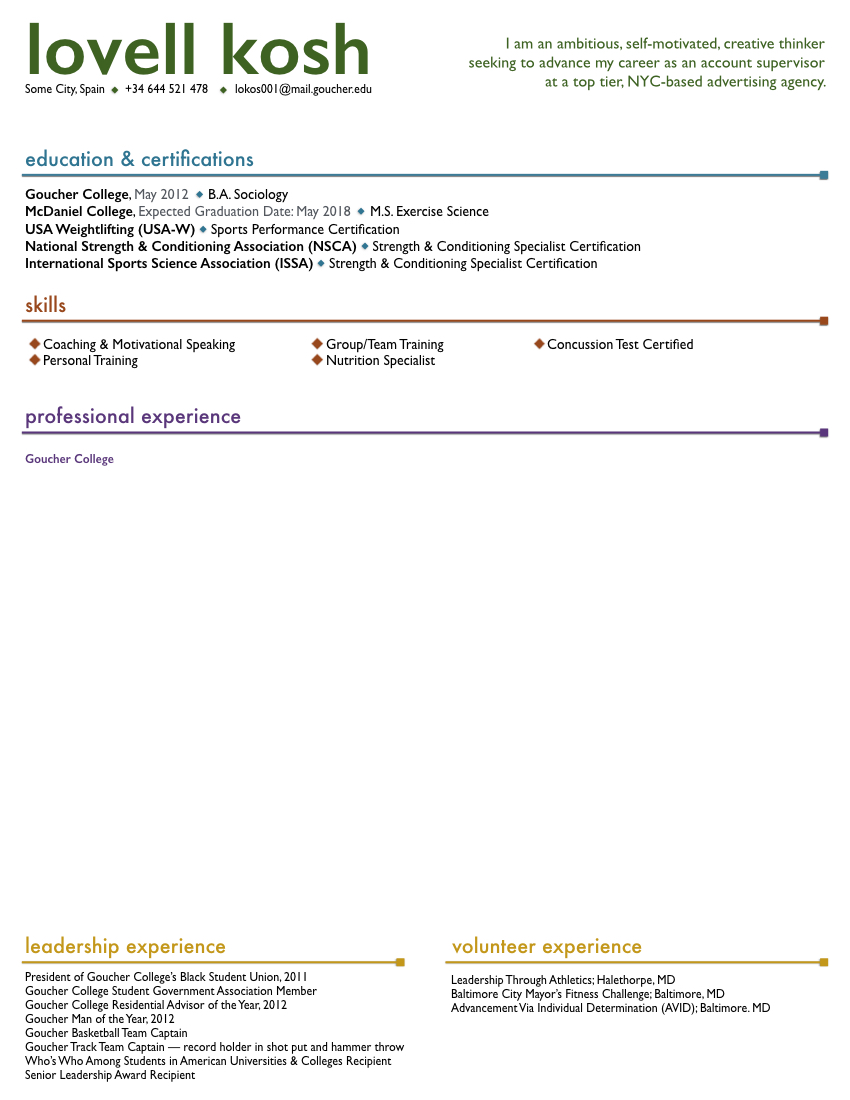 lovell kosh
Some City, Spain ◆ +34 644 521 478 ◆ lokos001@mail.goucher.edu
I am an ambitious, self-motivated, creative thinker
seeking to advance my career as an account supervisor
at a top tier, NYC-based advertising agency.
education & certifications
Goucher College, May 2012 ◆ B.A. Sociology
McDaniel College, Expected Graduation Date: May 2018 ◆ M.S. Exercise Science
USA Weightlifting (USA-W) ◆ Sports Performance Certification
National Strength & Conditioning Association (NSCA) ◆ Strength & Conditioning Specialist Certification
International Sports Science Association (ISSA) ◆ Strength & Conditioning Specialist Certification
skills
◆ Coaching & Motivational Speaking
◆ Personal Training
◆ Group/Team Training
◆ Nutrition Specialist
◆ Concussion Test Certified
professional experience
Goucher College
leadership experience
President of Goucher College's Black Student Union, 2011
Goucher College Student Government Association Member
Goucher College Residential Advisor of the Year, 2012
Goucher Man of the Year, 2012
Goucher Basketball Team Captain
Goucher Track Team Captain — record holder in shot put and hammer throw
Who's Who Among Students in American Universities & Colleges Recipient
Senior Leadership Award Recipient
volunteer experience
Leadership Through Athletics; Halethorpe, MD
Baltimore City Mayor's Fitness Challenge; Baltimore, MD
Advancement Via Individual Determination (AVID); Baltimore. MD